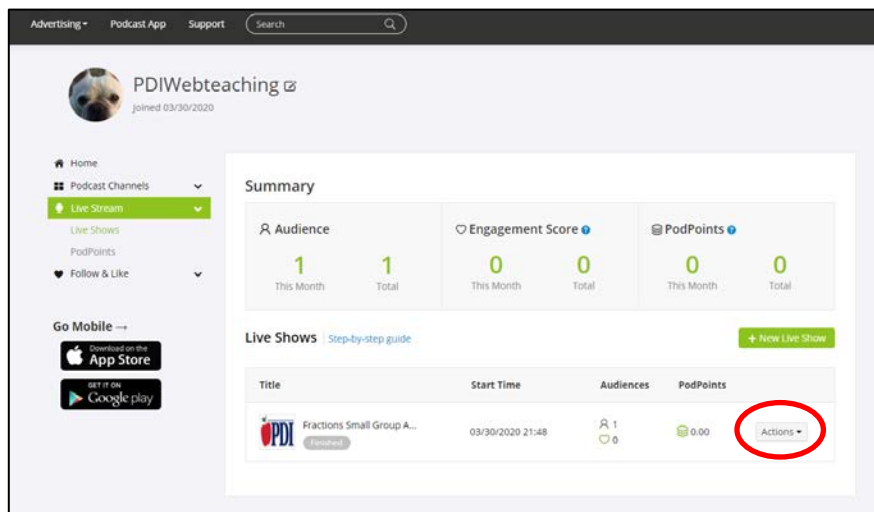 Advertising Podcast App Support Search
PDIWebteaching
Joined 03/30/2020
Home
Podcast Channels
Live Stream
Live Shows
PodPoints
Follow & Like
Go Mobile →
Download on the
App Store
GET IT ON
Google play
Summary
Audience
1 1
This Month Total
Engagement Score
0 0
This Month Total
PodPoints
0 0
This Month Total
Live Shows Step-by-step guide
+ New Live Show
Title Start Time Audiences PodPoints
PDI
Fractions Small Group A...
Finished
03/30/2020 21:48
1
0
0.00
Actions